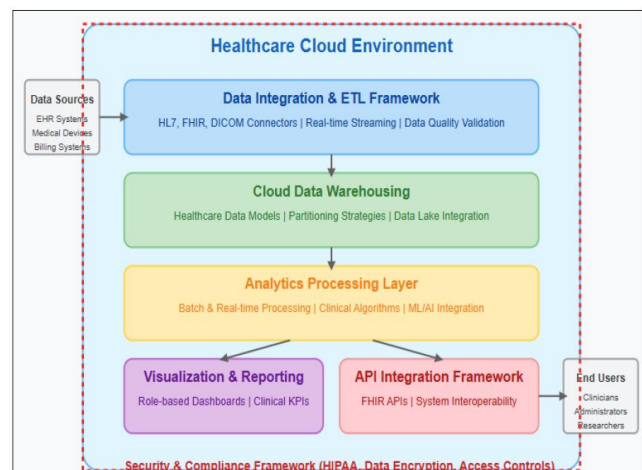 Healthcare Cloud Environment
Data Sources
EHR Systems
Medical Devices
Billing Systems
Data Integration & ETL Framework
HL7, FHIR, DICOM Connectors | Real-time Streaming | Data Quality Validation
Cloud Data Warehousing
Healthcare Data Models | Partitioning Strategies | Data Lake Integration
Analytics Processing Layer
Batch & Real-time Processing | Clinical Algorithms | ML/AI Integration
Visualization & Reporting
Role-based Dashboards | Clinical KPIs
API Integration Framework
FHIR APIs | System Interoperability
End Users
Clinicians
Administrators
Researchers
Security & Compliance Framework (HIPAA, Data Encryption, Access Controls)